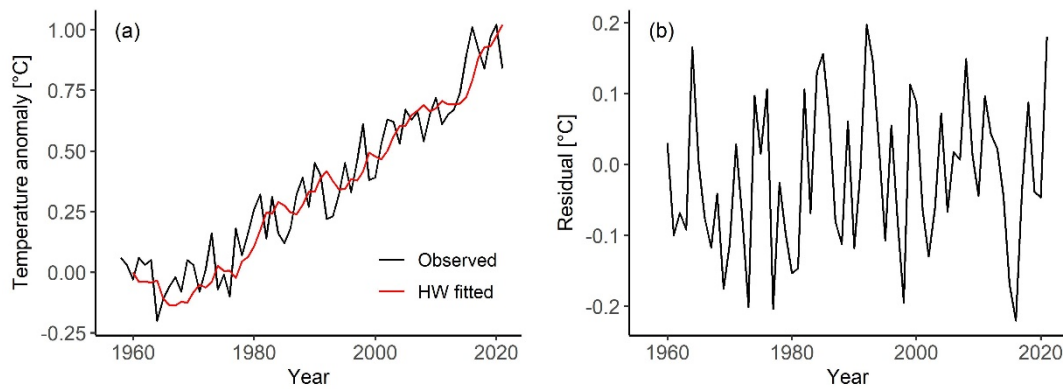 (a)
1.00
0.75
0.50
0.25
0.00
-0.25
Temperature anomaly [°C]
Observed
HW fitted
1960
1980
2000
2020
Year
(b)
0.2
0.1
0.0
-0.1
-0.2
Residual [°C]
1960
1980
2000
2020
Year